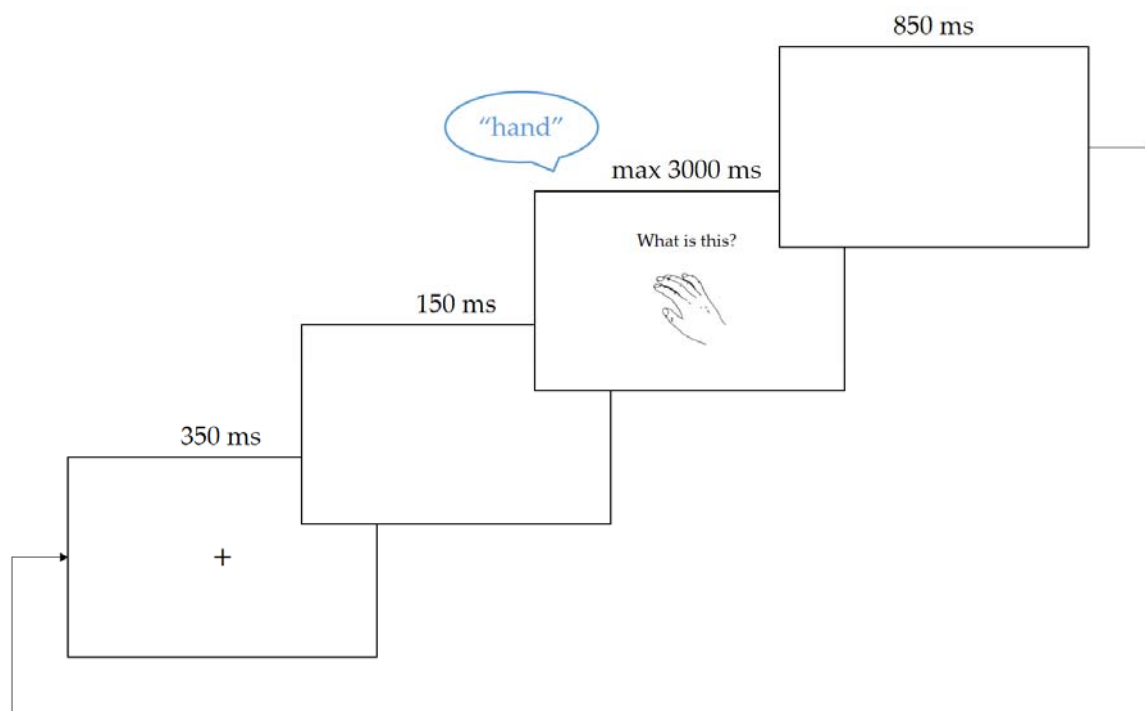 850 ms
“hand”
max 3000 ms
What is this?
150 ms
350 ms
+